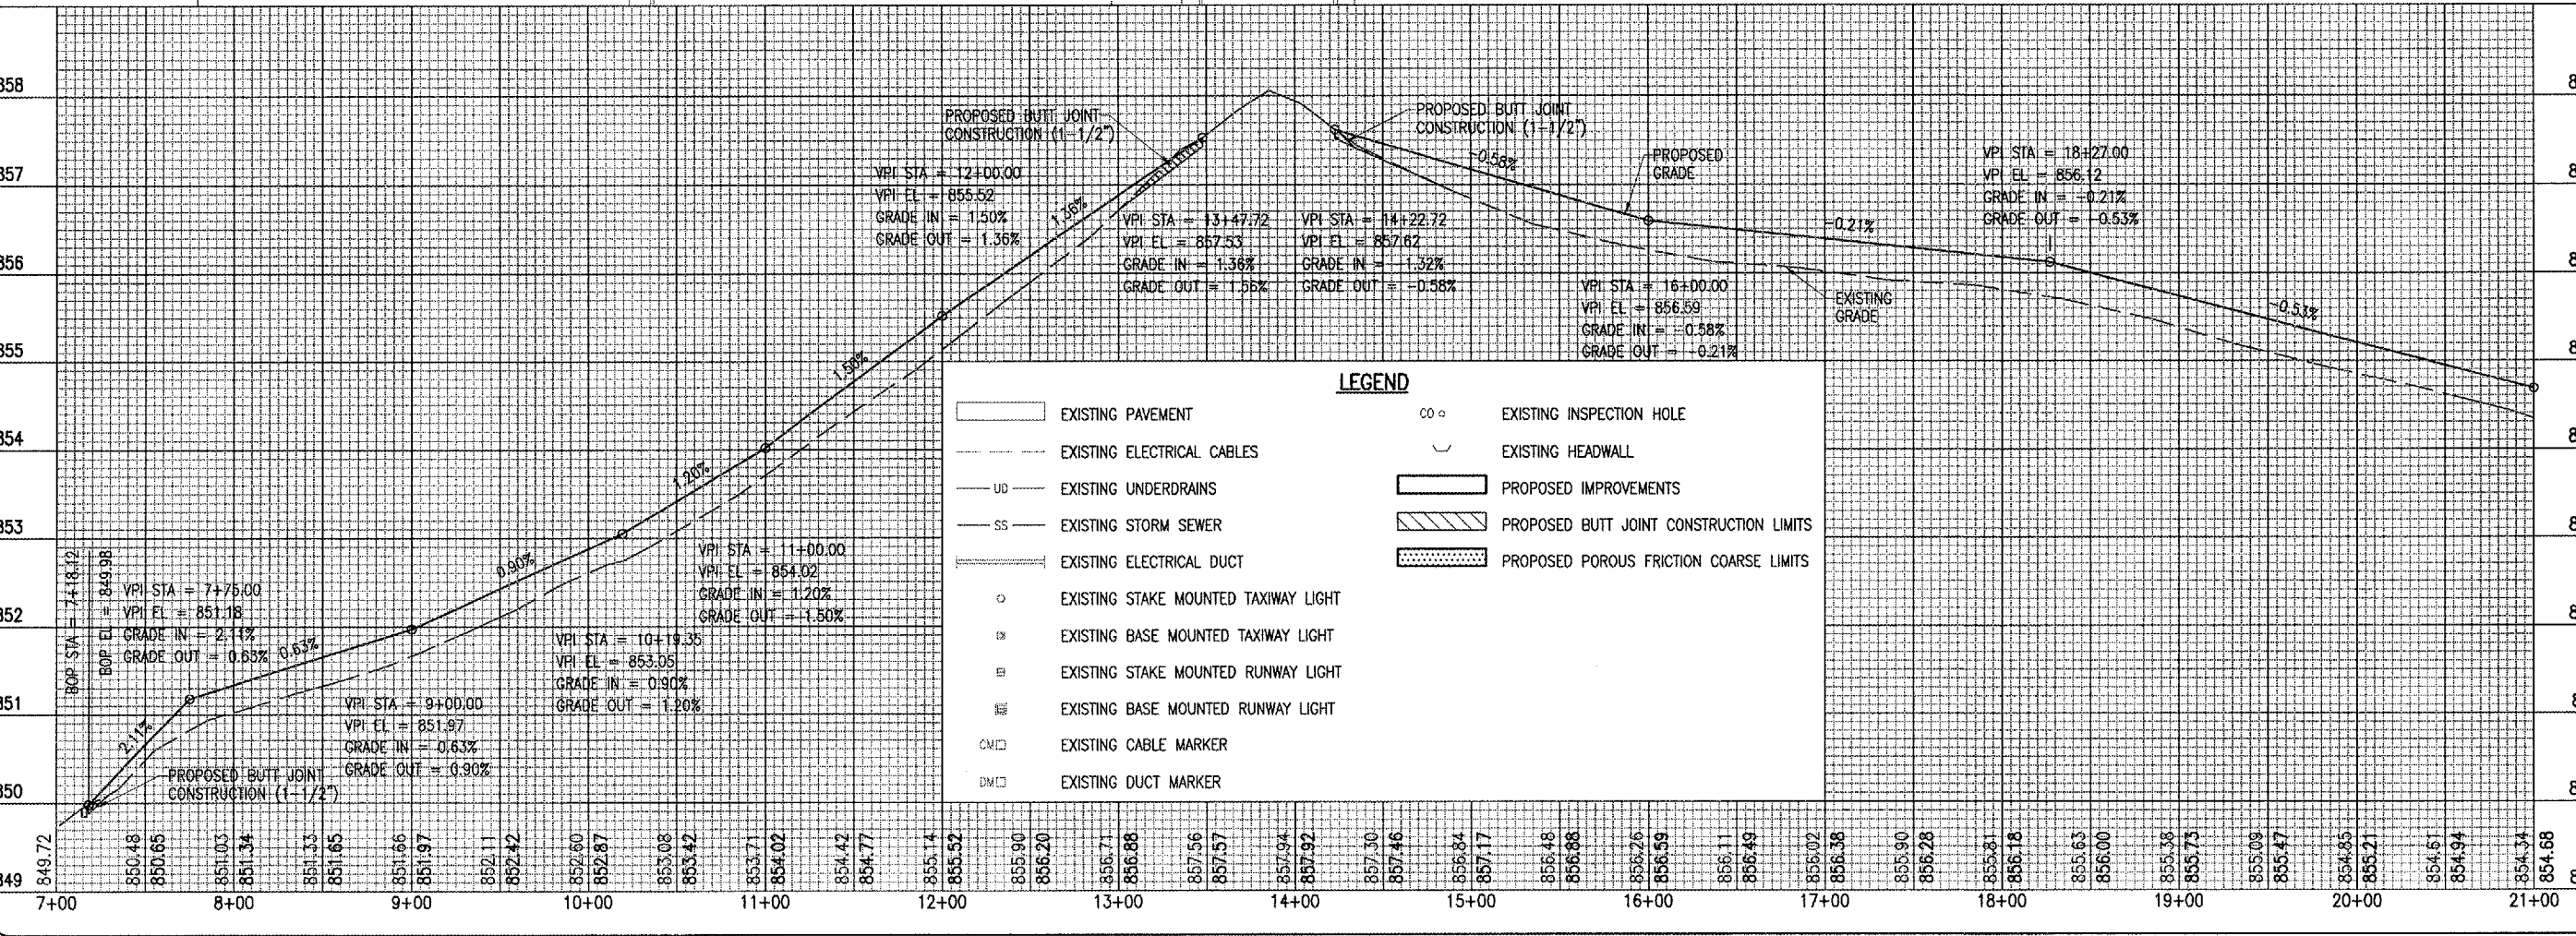 858
857
856
855
854
853
852
851
850
849
PROPOSED BUTT JOINT
CONSTRUCTION (1-1/2")
VPI STA = 12+00.00
VPI EL = 855.52
GRADE IN = 1.50%
GRADE OUT = 1.36%
1.36%
VPI STA = 13+47.72
VPI EL = 857.53
GRADE IN = 1.36%
GRADE OUT = 1.56%
VPI STA = 14+22.72
VPI EL = 857.62
GRADE IN = -1.32%
GRADE OUT = -0.58%
PROPOSED BUTT JOINT
CONSTRUCTION (1-1/2")
-0.58%
PROPOSED
GRADE
VPI STA = 16+00.00
VPI EL = 856.59
GRADE IN = -0.58%
GRADE OUT = -0.21%
-0.21%
EXISTING
GRADE
VPI STA = 18+27.00
VPI EL = 856.12
GRADE IN = -0.21%
GRADE OUT = -0.53%
-0.53%
1.50%
1.20%
VPI STA = 11+00.00
VPI EL = 854.02
GRADE IN = 1.20%
GRADE OUT = 1.50%
0.90%
VPI STA = 10+19.35
VPI EL = 853.05
GRADE IN = 0.90%
GRADE OUT = 1.20%
BOP STA = 7+18.12
BOP EL = 849.98
VPI STA = 7+75.00
VPI EL = 851.18
GRADE IN = 2.11%
GRADE OUT = 0.63%
0.63%
VPI STA = 9+00.00
VPI EL = 851.97
GRADE IN = 0.63%
GRADE OUT = 0.90%
2.11%
PROPOSED BUTT JOINT
CONSTRUCTION (1-1/2")
LEGEND
EXISTING PAVEMENT
EXISTING ELECTRICAL CABLES
UD EXISTING UNDERDRAINS
SS EXISTING STORM SEWER
EXISTING ELECTRICAL DUCT
EXISTING STAKE MOUNTED TAXIWAY LIGHT
EXISTING BASE MOUNTED TAXIWAY LIGHT
EXISTING STAKE MOUNTED RUNWAY LIGHT
EXISTING BASE MOUNTED RUNWAY LIGHT
CM EXISTING CABLE MARKER
DM EXISTING DUCT MARKER
CO EXISTING INSPECTION HOLE
EXISTING HEADWALL
PROPOSED IMPROVEMENTS
PROPOSED BUTT JOINT CONSTRUCTION LIMITS
PROPOSED POROUS FRICTION COARSE LIMITS
849.72
850.48
850.65
851.03
851.34
851.33
851.65
851.66
851.97
852.11
852.42
852.60
852.87
853.08
853.42
853.71
854.02
854.42
854.77
855.14
855.52
855.90
856.20
856.71
856.88
857.56
857.57
857.94
857.92
857.30
857.46
856.84
857.17
856.48
856.88
856.26
856.59
856.11
856.49
856.02
856.38
855.90
856.28
855.81
856.18
855.63
856.00
855.38
855.73
855.09
855.47
854.85
855.21
854.61
854.94
854.34
854.68
7+00
8+00
9+00
10+00
11+00
12+00
13+00
14+00
15+00
16+00
17+00
18+00
19+00
20+00
21+00